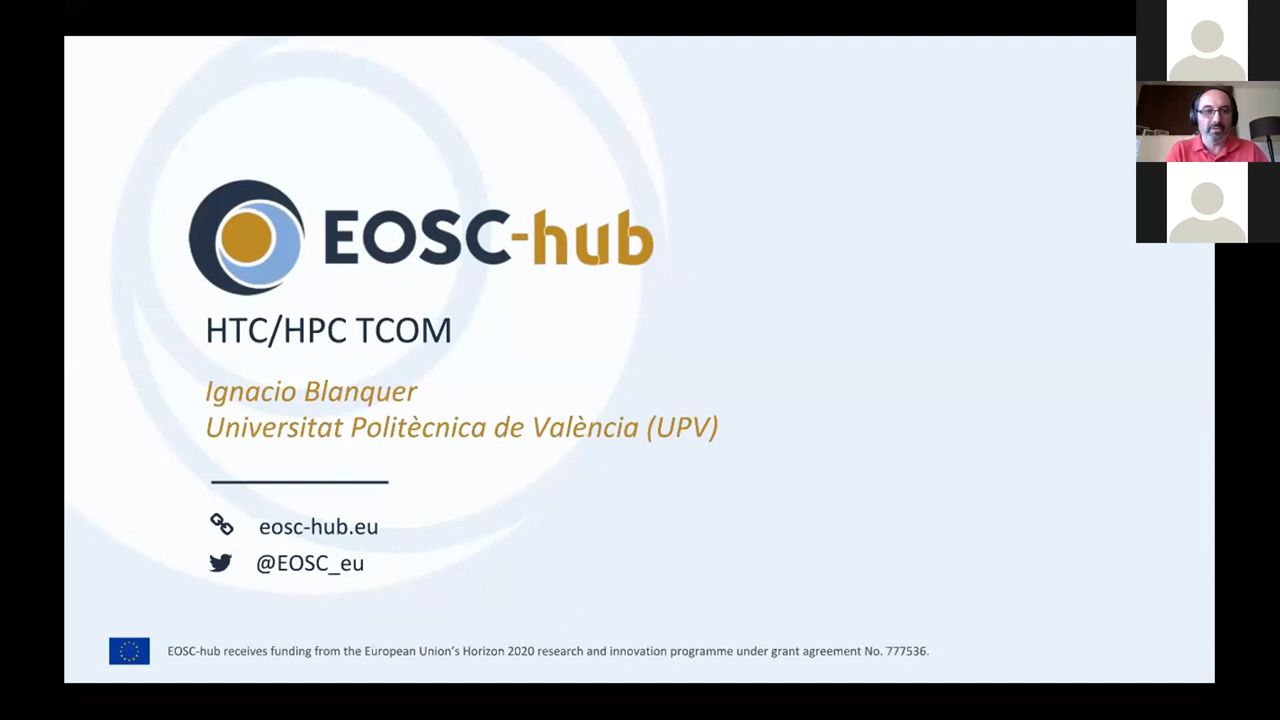 EOSC-hub
HTC/HPC TCOM
Ignacio Blanquer
Universitat Politècnica de València (UPV)
eosc-hub.eu
@EOSC_eu
EOSC-hub receives funding from the European Union’s Horizon 2020 research and innovation programme under grant agreement No. 777536.